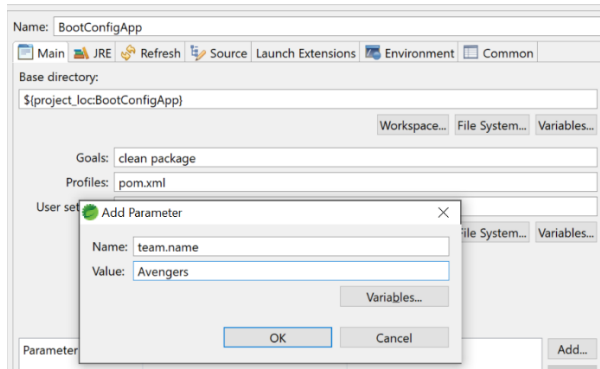 Name: BootConfigApp
Main JRE Refresh Source Launch Extensions Environment Common
Base directory:
${project_loc:BootConfigApp}
Workspace... File System... Variables...
Goals: clean package
Profiles: pom.xml
User set
Add Parameter
Name: team.name
Value: Avengers
Variables...
OK Cancel
File System... Variables...
Parameter
Add...